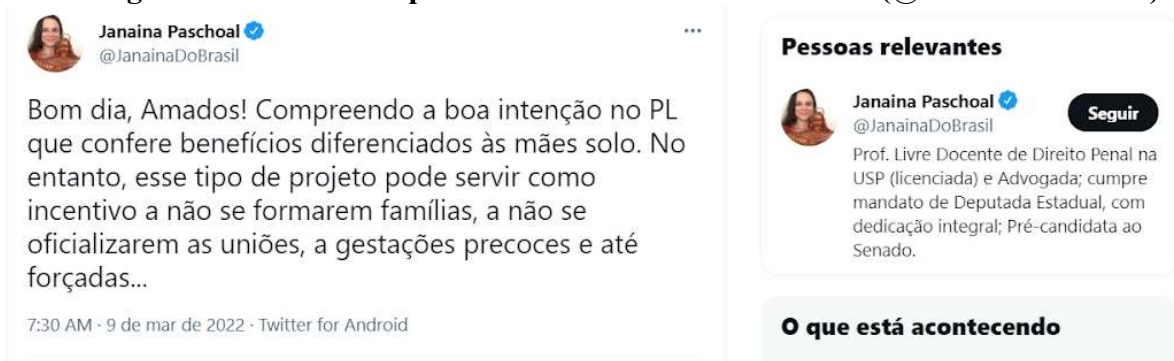 Janaina Paschoal
@JanainaDoBrasil
Bom dia, Amados! Compreendo a boa intenção no PL
que confere benefícios diferenciados às mães solo. No
entanto, esse tipo de projeto pode servir como
incentivo a não se formarem famílias, a não se
oficializarem as uniões, a gestações precoces e até
forçadas...
7:30 AM · 9 de mar de 2022 · Twitter for Android
Pessoas relevantes
Janaina Paschoal
@JanainaDoBrasil
Seguir
Prof. Livre Docente de Direito Penal na
USP (licenciada) e Advogada; cumpre
mandato de Deputada Estadual, com
dedicação integral; Pré-candidata ao
Senado.
O que está acontecendo